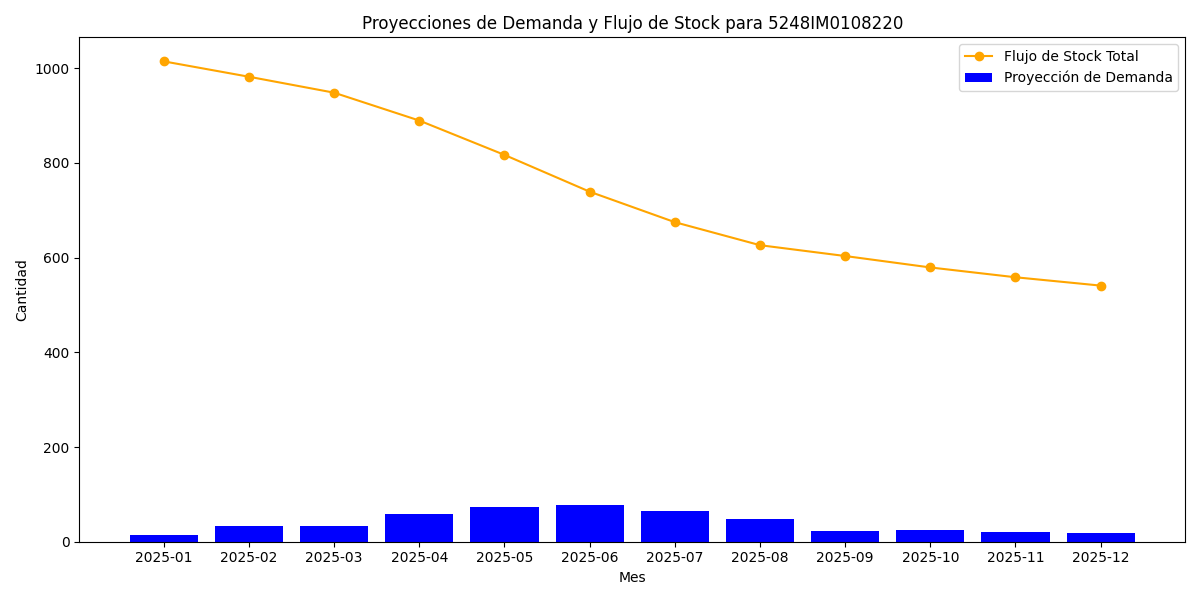 Proyecciones de Demanda y Flujo de Stock para 5248IM0108220
Flujo de Stock Total
Proyección de Demanda
Cantidad
1000
800
600
400
200
0
2025-01 2025-02 2025-03 2025-04 2025-05 2025-06 2025-07 2025-08 2025-09 2025-10 2025-11 2025-12
Mes